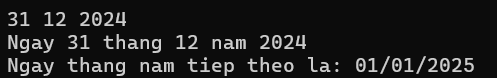 31 12 2024
Ngay 31 thang 12 nam 2024
Ngay thang nam tiep theo la: 01/01/2025